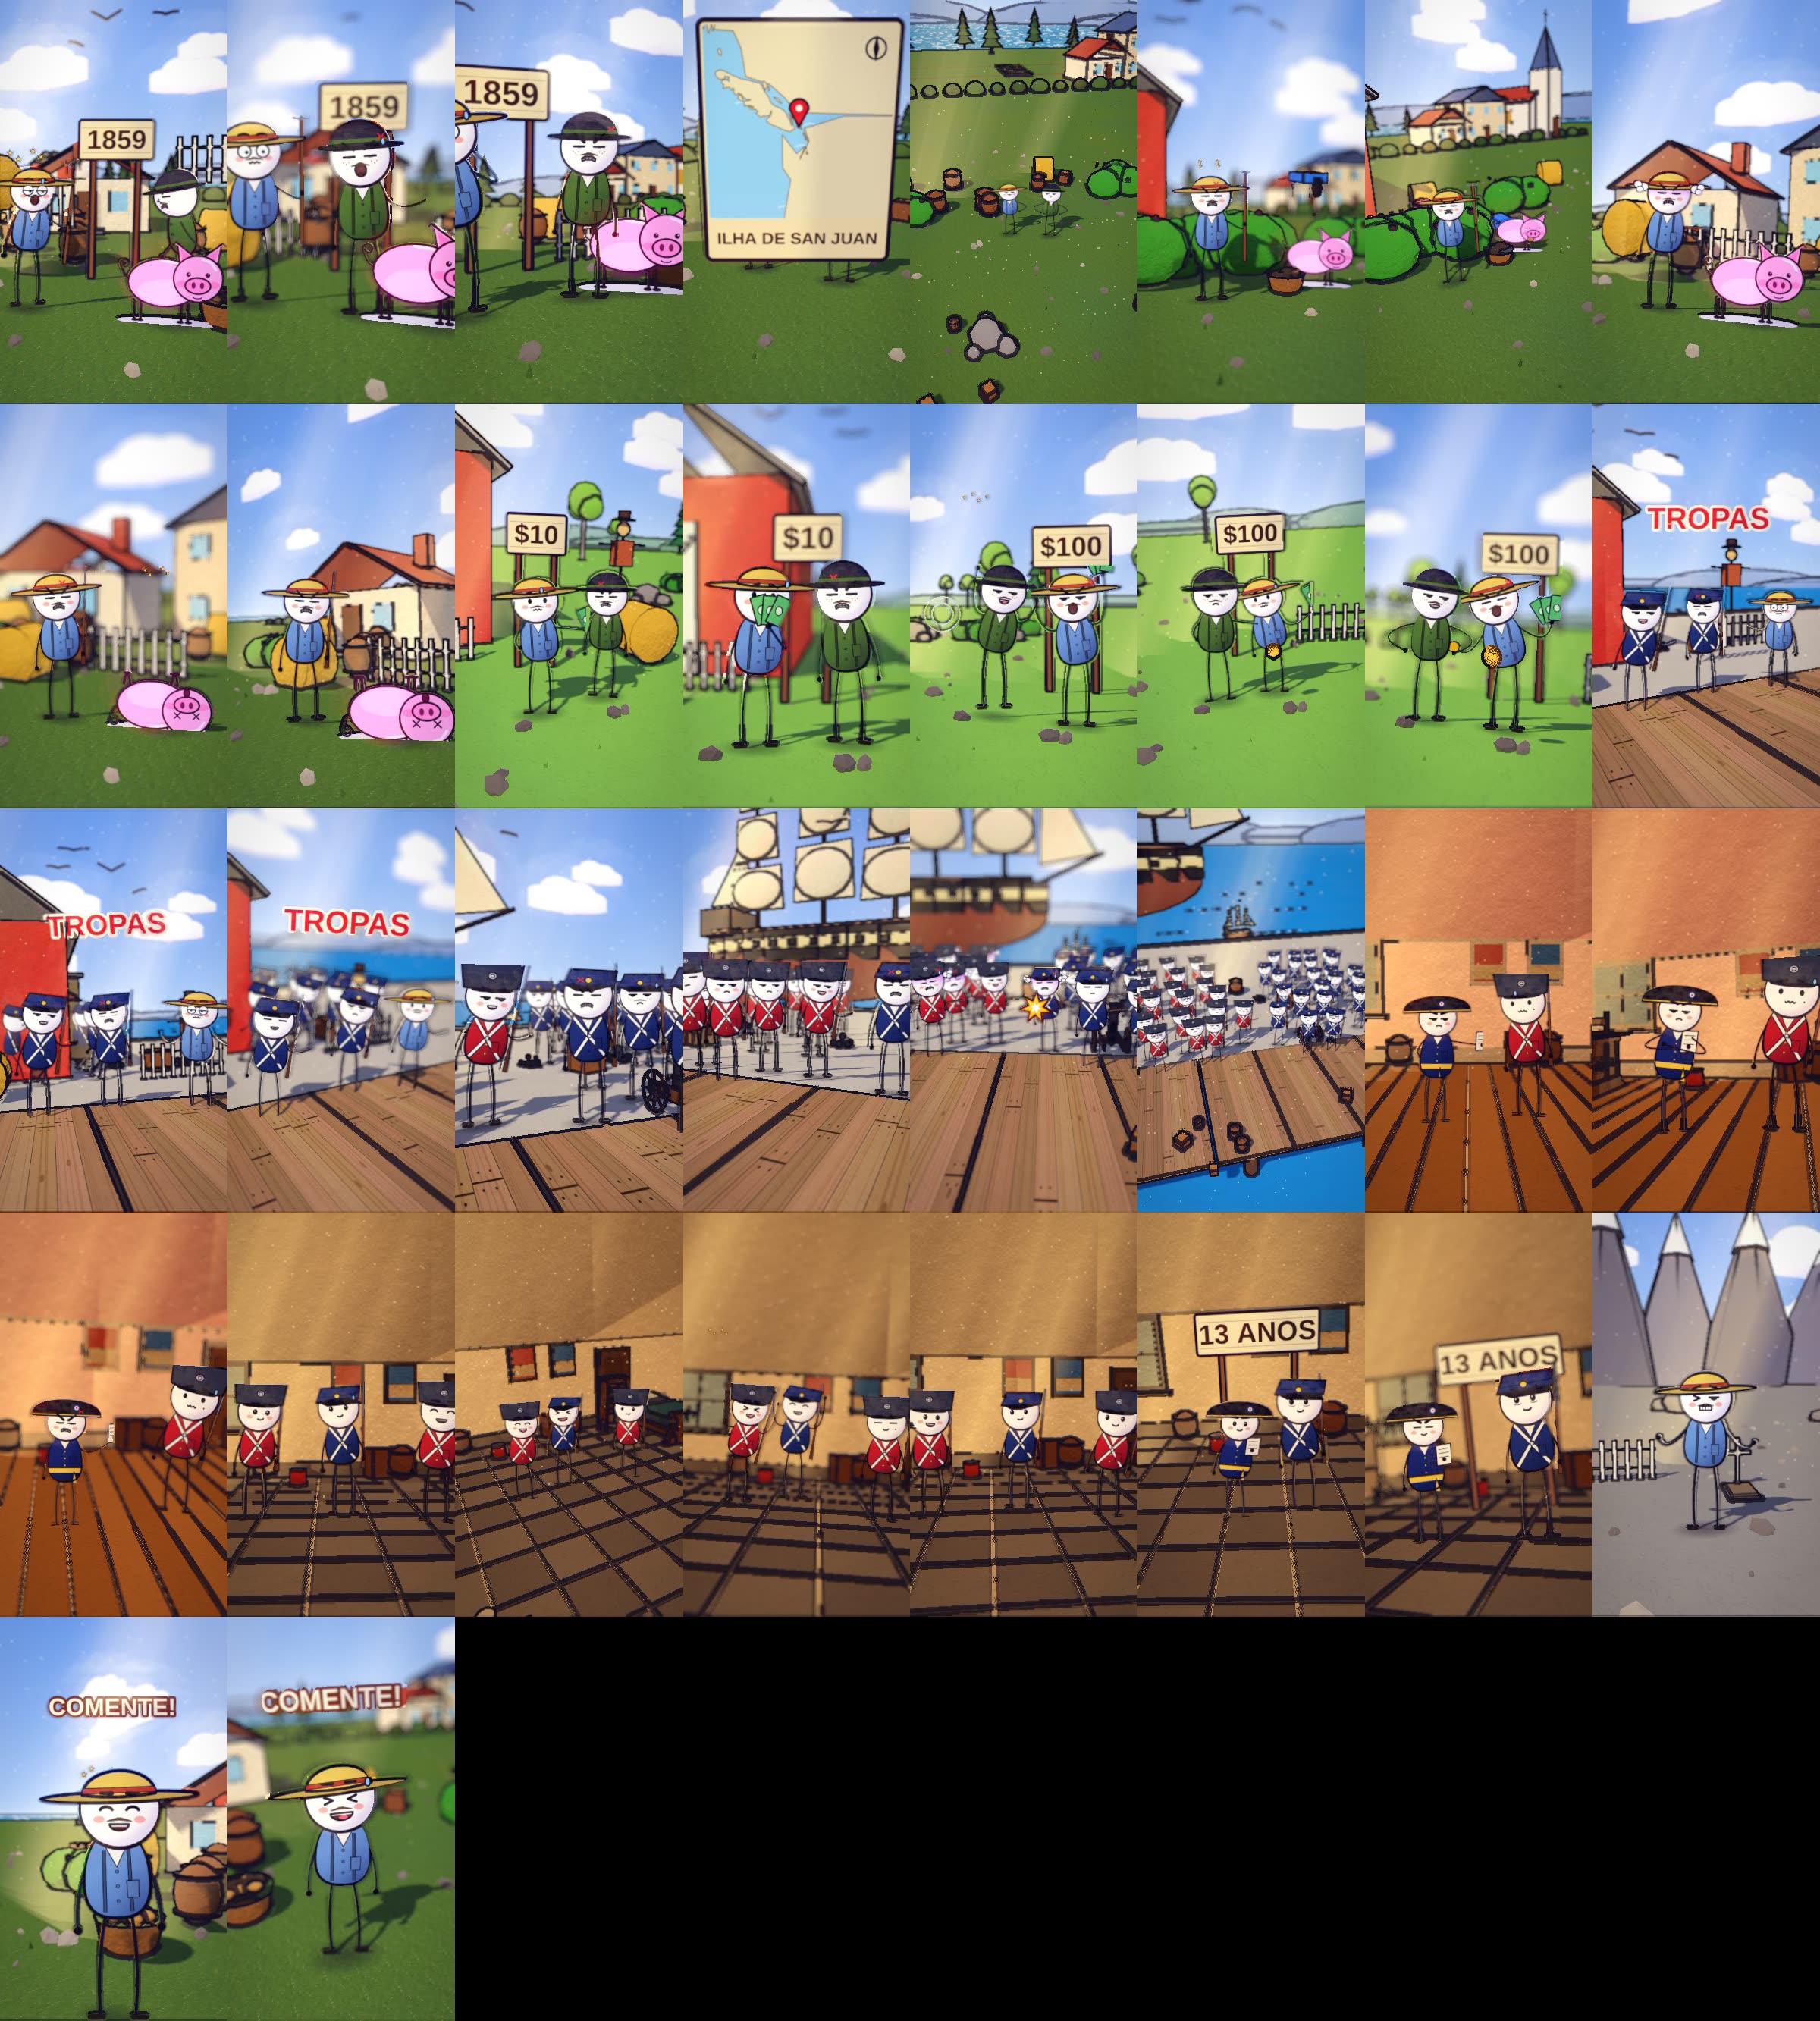 1859
1859
1859
ILHA DE SAN JUAN
$10
$10
$100
$100
$100
TROPAS
TROPAS
TROPAS
13 ANOS
13 ANOS
COMENTE!
COMENTE!